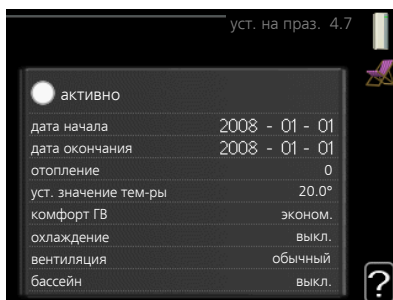 уст. на праз. 4.7
активно
дата начала 2008 - 01 - 01
дата окончания 2008 - 01 - 01
отопление 0
уст. значение тем-ры 20.0°
комфорт ГВ эконом.
охлаждение выкл.
вентиляция обычный
бассейн выкл.
?